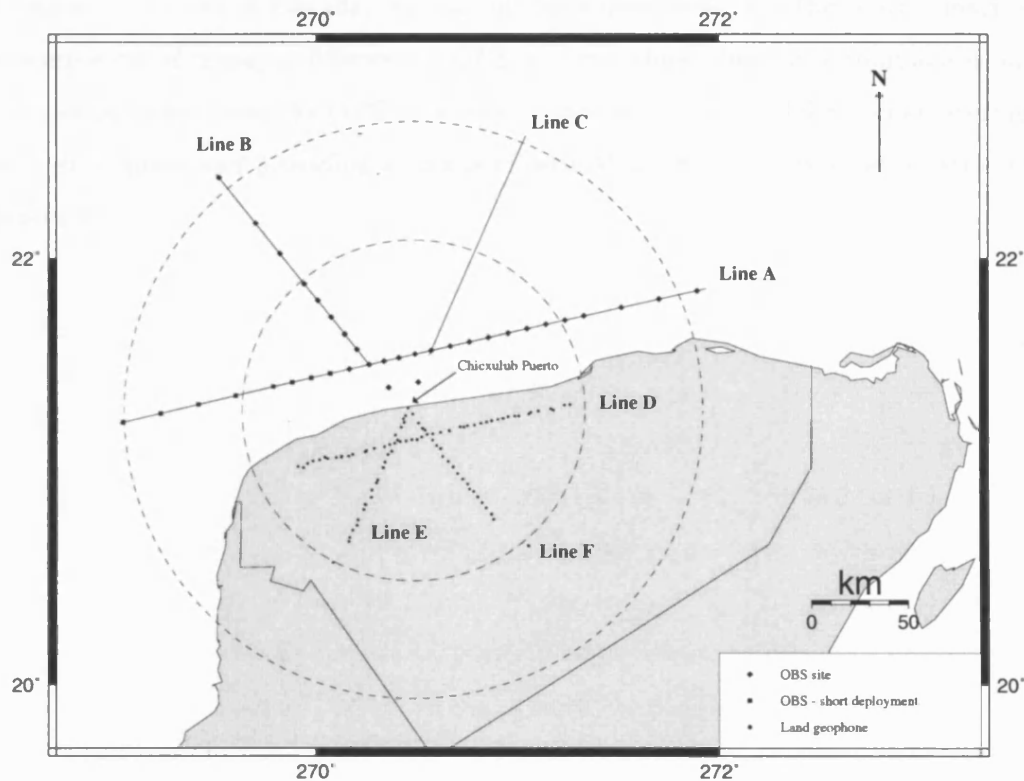 270°
272°
N
Line C
Line B
22°
22°
Line A
Chicxulub Puerto
Line D
Line E
Line F
km
0
50
OBS site
OBS - short deployment
Land geophone
20°
20°
270°
272°